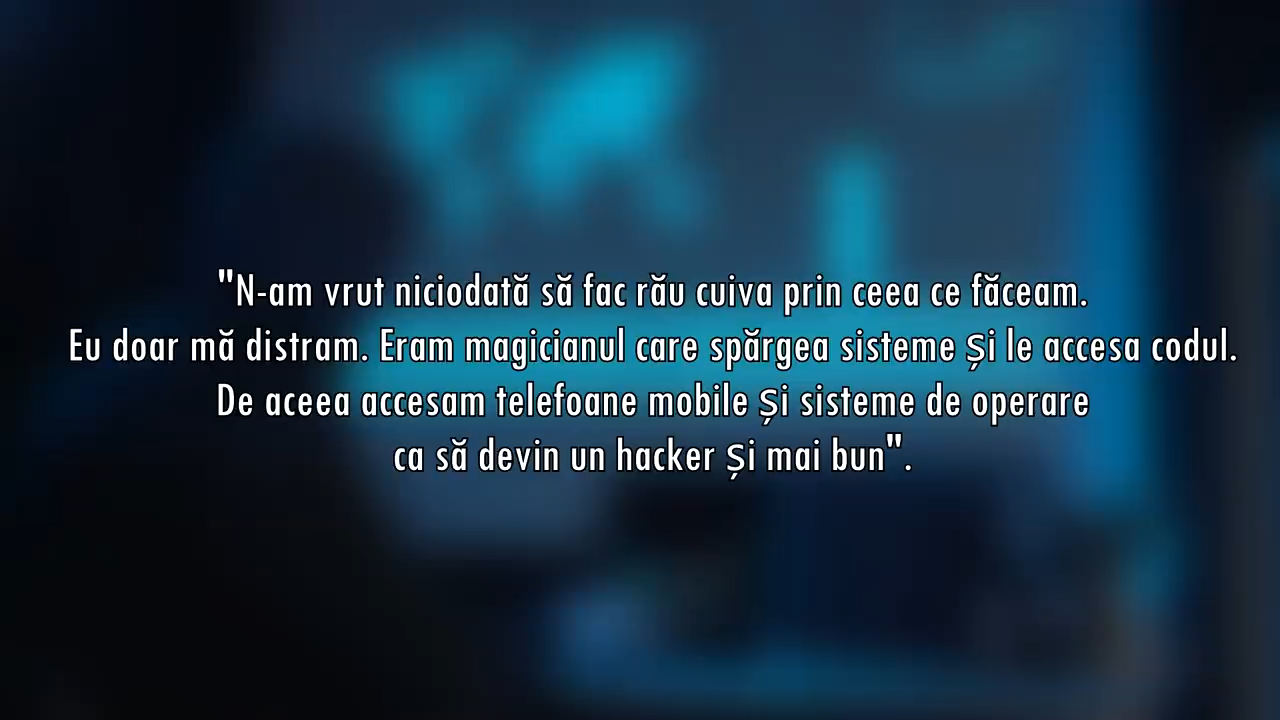 "N-am vrut niciodată să fac rău cuiva prin ceea ce făceam.
Eu doar mă distram. Eram magicianul care spărgea sisteme și le accesa codul.
De aceea accesam telefoane mobile și sisteme de operare
ca să devin un hacker și mai bun".